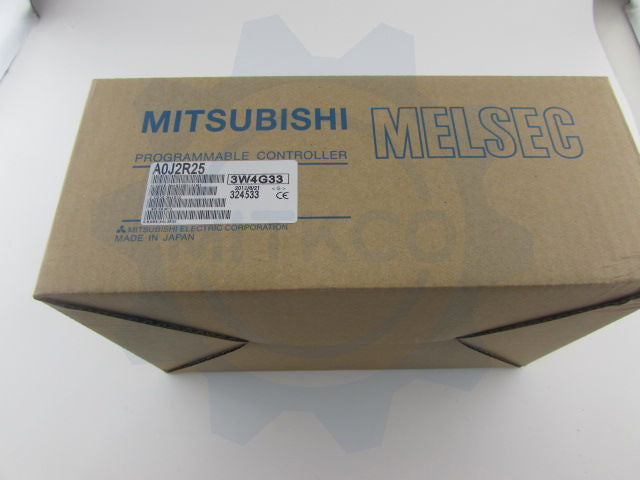 MITSUBISHI
MELSEC
PROGRAMMABLE CONTROLLER
A0J2R25
3W4G33
324533
CE
MITSUBISHI ELECTRIC CORPORATION
MADE IN JAPAN